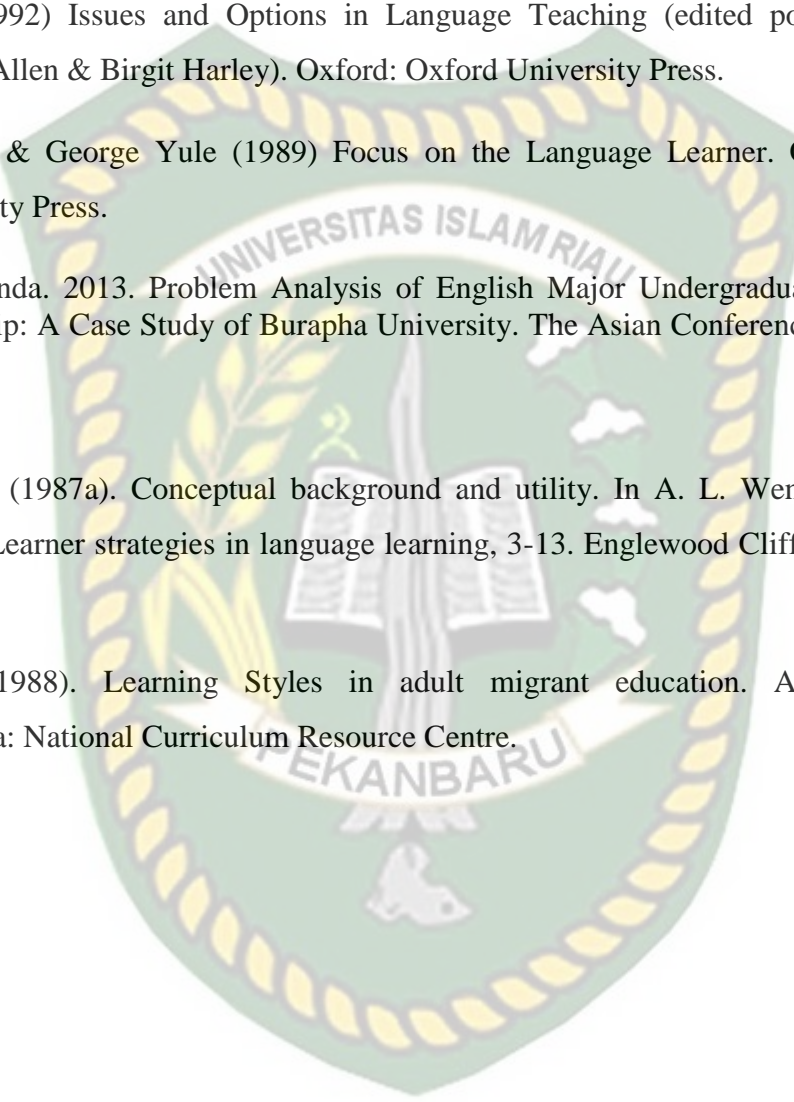 992) Issues and Options in Language Teaching (edited po
Allen & Birgit Harley). Oxford: Oxford University Press.
& George Yule (1989) Focus on the Language Learner.
ty Press.
UNIVERSITAS ISLAM RIAU
nda. 2013. Problem Analysis of English Major Undergradua
ip: A Case Study of Burapha University. The Asian Conferenc
(1987a). Conceptual background and utility. In A. L. Wen
Learner strategies in language learning, 3-13. Englewood Cliff
1988). Learning Styles in adult migrant education. A
a: National Curriculum Resource Centre.
PEKANBARU